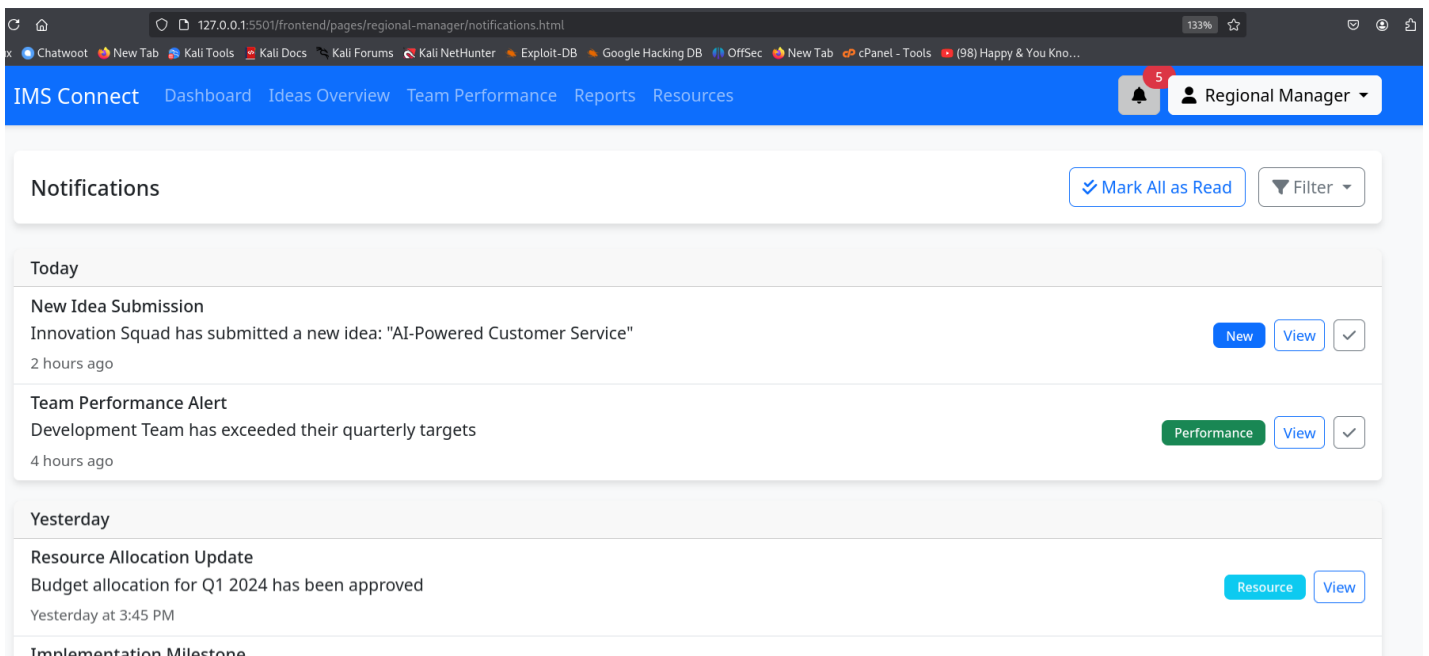 127.0.0.1:5501/frontend/pages/regional-manager/notifications.html 133%
Chatwoot New Tab Kali Tools Kali Docs Kali Forums Kali NetHunter Exploit-DB Google Hacking DB OffSec New Tab cPanel - Tools (98) Happy & You Kno...
IMS Connect Dashboard Ideas Overview Team Performance Reports Resources 5 Regional Manager
Notifications Mark All as Read Filter
Today
New Idea Submission
Innovation Squad has submitted a new idea: "AI-Powered Customer Service" New View
2 hours ago
Team Performance Alert
Development Team has exceeded their quarterly targets Performance View
4 hours ago
Yesterday
Resource Allocation Update
Budget allocation for Q1 2024 has been approved Resource View
Yesterday at 3:45 PM
Implementation Milestone